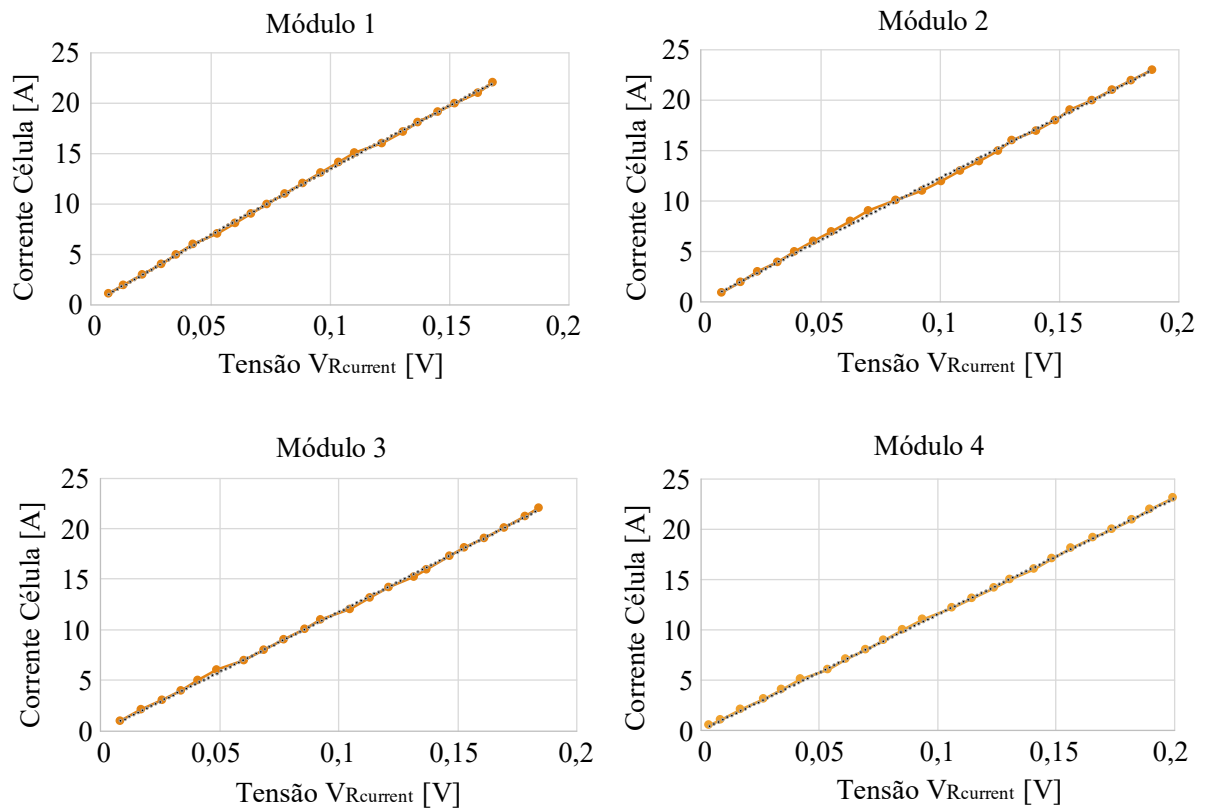 Módulo 1
Corrente Célula [A]
25
20
15
10
5
0
0 0,05 0,1 0,15 0,2
Tensão VRcurrent [V]
Módulo 2
Corrente Célula [A]
25
20
15
10
5
0
0 0,05 0,1 0,15 0,2
Tensão VRcurrent [V]
Módulo 3
Corrente Célula [A]
25
20
15
10
5
0
0 0,05 0,1 0,15 0,2
Tensão VRcurrent [V]
Módulo 4
Corrente Célula [A]
25
20
15
10
5
0
0 0,05 0,1 0,15 0,2
Tensão VRcurrent [V]